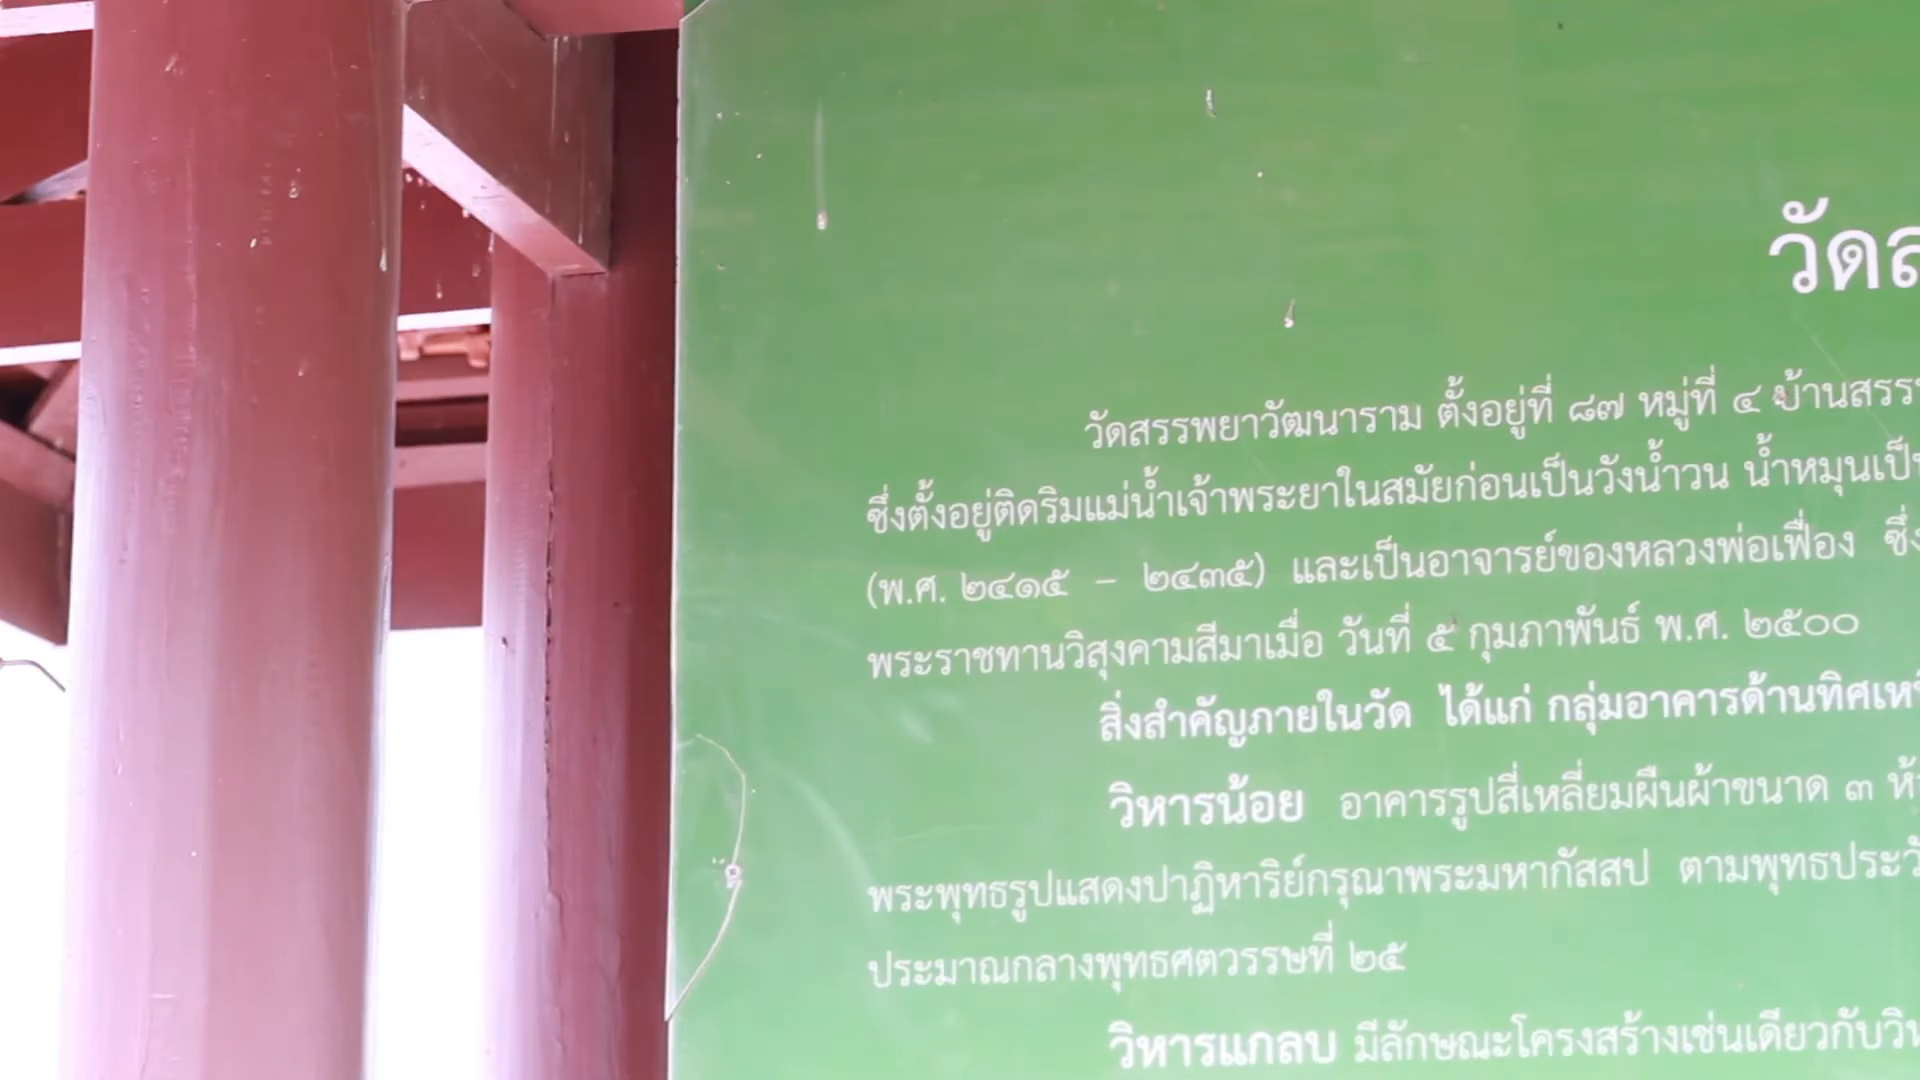 วัดส
วัดสรรพยาวัฒนาราม ตั้งอยู่ที่ ๘๗ หมู่ที่ ๔ บ้านสรร
ซึ่งตั้งอยู่ติดริมแม่น้ำเจ้าพระยาในสมัยก่อนเป็นวังน้ำวน น้ำหมุนเป็น
(พ.ศ. ๒๔๑๕ – ๒๔๓๕) และเป็นอาจารย์ของหลวงพ่อเฟื่อง ซึ่ง
พระราชทานวิสุงคามสีมาเมื่อ วันที่ ๕ กุมภาพันธ์ พ.ศ. ๒๕๐๐
สิ่งสำคัญภายในวัด ได้แก่ กลุ่มอาคารด้านทิศเห
วิหารน้อย อาคารรูปสี่เหลี่ยมผืนผ้าขนาด ๓ ห้
พระพุทธรูปแสดงปาฏิหาริย์กรุณาพระมหากัสสป ตามพุทธประวั
ประมาณกลางพุทธศตวรรษที่ ๒๕
วิหารแกลบ มีลักษณะโครงสร้างเช่นเดียวกับวิ